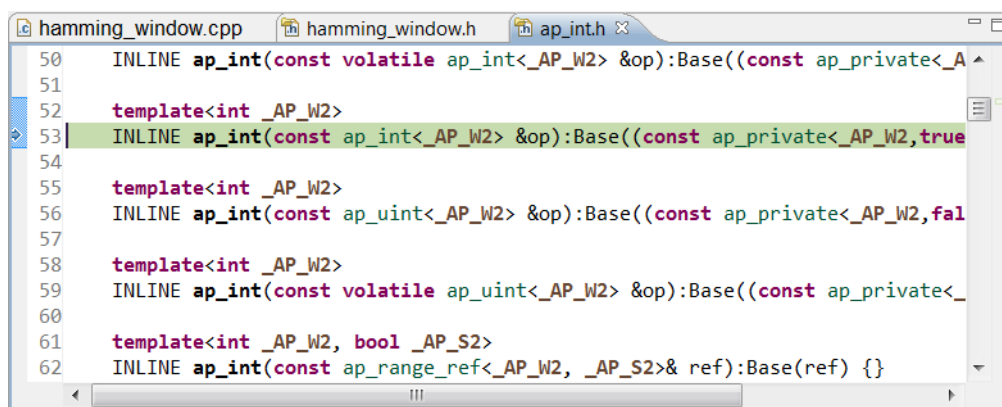 hamming_window.cpp hamming_window.h ap_int.h
50 INLINE ap_int(const volatile ap_int<_AP_W2> &op):Base((const ap_private<_A
51
52 template<int _AP_W2>
53 INLINE ap_int(const ap_int<_AP_W2> &op):Base((const ap_private<_AP_W2,true
54
55 template<int _AP_W2>
56 INLINE ap_int(const ap_uint<_AP_W2> &op):Base((const ap_private<_AP_W2,fal
57
58 template<int _AP_W2>
59 INLINE ap_int(const volatile ap_uint<_AP_W2> &op):Base((const ap_private<_
60
61 template<int _AP_W2, bool _AP_S2>
62 INLINE ap_int(const ap_range_ref<_AP_W2, _AP_S2>& ref):Base(ref) {}